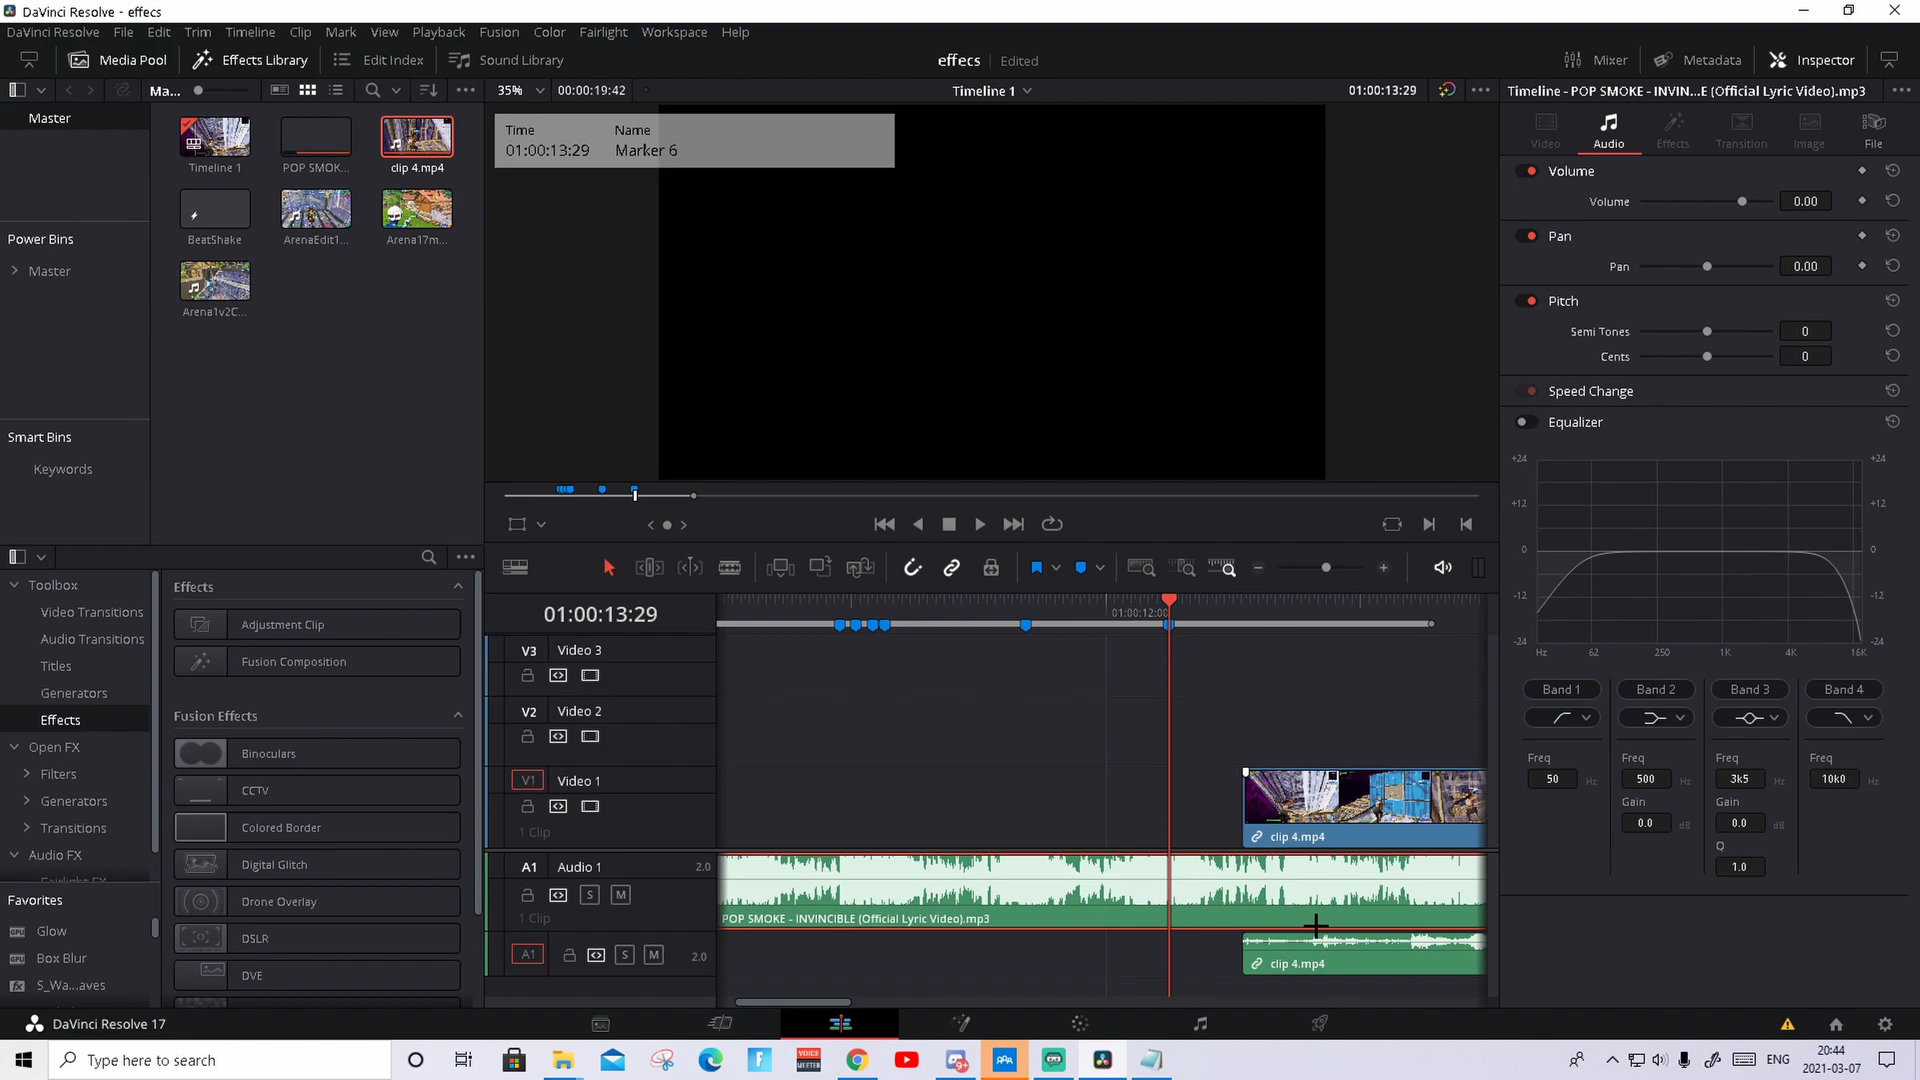 DaVinci Resolve - effecs
DaVinci Resolve File Edit Trim Timeline Clip Mark View Playback Fusion Color Fairlight Workspace Help
Media Pool Effects Library Edit Index Sound Library effecs Edited Mixer Metadata Inspector
Ma... 35% 00:00:19:42 Timeline 1 01:00:13:29 Timeline - POP SMOKE - INVIN...E (Official Lyric Video).mp3
Master
Timeline 1 POP SMOK... clip 4.mp4
BeatShake ArenaEdit1... Arena17m...
Arena1v2C...
Power Bins
Master
Smart Bins
Keywords
Time Name
01:00:13:29 Marker 6
Video Audio Effects Transition Image File
Volume
Volume 0.00
Pan
Pan 0.00
Pitch
Semi Tones 0
Cents 0
Speed Change
Equalizer
+24 +24
+12 +12
0 0
-12 -12
-24 -24
Hz 62 250 1K 4K 16K
Band 1 Band 2 Band 3 Band 4
Freq Freq Freq Freq
50 Hz 500 Hz 3k5 Hz 10k0 Hz
Gain Gain
0.0 dB 0.0 dB
Q
1.0
Toolbox
Video Transitions
Audio Transitions
Titles
Generators
Effects
Open FX
Filters
Generators
Transitions
Audio FX
Fairlight FX
Favorites
Glow
Box Blur
S_Wa...aves
Effects
Adjustment Clip
Fusion Composition
Fusion Effects
Binoculars
CCTV
Colored Border
Digital Glitch
Drone Overlay
DSLR
DVE
01:00:13:29 01:00:12:00
V3 Video 3
V2 Video 2
V1 Video 1
1 Clip
clip 4.mp4
A1 Audio 1 2.0
S M
1 Clip
POP SMOKE - INVINCIBLE (Official Lyric Video).mp3
A1 S M 2.0
clip 4.mp4
DaVinci Resolve 17
Type here to search
VOICE MEETER
9+
ENG
20:44
2021-03-07